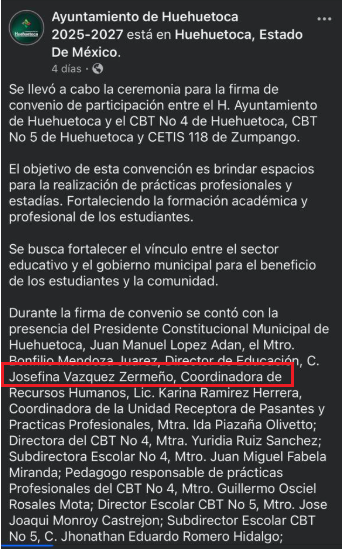 Ayuntamiento de Huehuetoca
2025-2027 está en Huehuetoca, Estado
De México.
4 días ·
Se llevó a cabo la ceremonia para la firma de
convenio de participación entre el H. Ayuntamiento
de Huehuetoca y el CBT No 4 de Huehuetoca, CBT
No 5 de Huehuetoca y CETIS 118 de Zumpango.
El objetivo de esta convención es brindar espacios
para la realización de prácticas profesionales y
estadías. Fortaleciendo la formación académica y
profesional de los estudiantes.
Se busca fortalecer el vínculo entre el sector
educativo y el gobierno municipal para el beneficio
de los estudiantes y la comunidad.
Durante la firma de convenio se contó con la
presencia del Presidente Constitucional Municipal de
Huehuetoca, Juan Manuel Lopez Adan, el Mtro.
Bonfilio Mendoza Juarez, Director de Educación, C.
Josefina Vazquez Zermeño, Coordinadora de
Recursos Humanos, Lic. Karina Ramirez Herrera,
Coordinadora de la Unidad Receptora de Pasantes y
Practicas Profesionales, Mtra. Ida Piazaña Olivetto;
Directora del CBT No 4, Mtra. Yuridia Ruiz Sanchez;
Subdirectora Escolar No 4, Mtro. Juan Miguel Fabela
Miranda; Pedagogo responsable de prácticas
Profesionales del CBT No 4, Mtro. Guillermo Osciel
Rosales Mota; Director Escolar CBT No 5, Mtro. Jose
Joaqui Monroy Castrejon; Subdirector Escolar CBT
No 5, C. Jhonathan Eduardo Romero Hidalgo;